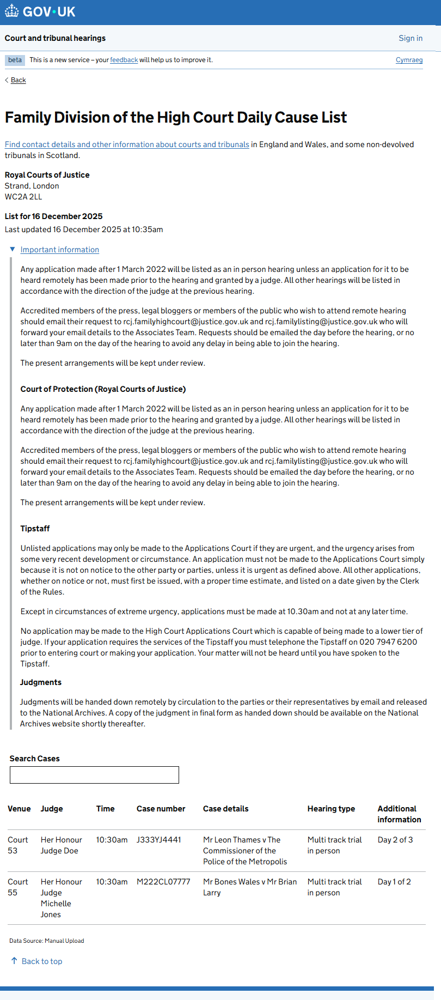 GOV•UK
Court and tribunal hearings
Sign in
beta
This is a new service – your feedback will help us to improve it.
Cymraeg
Back
Family Division of the High Court Daily Cause List
Find contact details and other information about courts and tribunals in England and Wales, and some non-devolved
tribunals in Scotland.
Royal Courts of Justice
Strand, London
WC2A 2LL
List for 16 December 2025
Last updated 16 December 2025 at 10:35am
Important information
Any application made after 1 March 2022 will be listed as an in person hearing unless an application for it to be
heard remotely has been made prior to the hearing and granted by a judge. All other hearings will be listed in
accordance with the direction of the judge at the previous hearing.
Accredited members of the press, legal bloggers or members of the public who wish to attend remote hearing
should email their request to rcj.familyhighcourt@justice.gov.uk and rcj.familylisting@justice.gov.uk who will
forward your email details to the Associates Team. Requests should be emailed the day before the hearing, or no
later than 9am on the day of the hearing to avoid any delay in being able to join the hearing.
The present arrangements will be kept under review.
Court of Protection (Royal Courts of Justice)
Any application made after 1 March 2022 will be listed as an in person hearing unless an application for it to be
heard remotely has been made prior to the hearing and granted by a judge. All other hearings will be listed in
accordance with the direction of the judge at the previous hearing.
Accredited members of the press, legal bloggers or members of the public who wish to attend remote hearing
should email their request to rcj.familyhighcourt@justice.gov.uk and rcj.familylisting@justice.gov.uk who will
forward your email details to the Associates Team. Requests should be emailed the day before the hearing, or no
later than 9am on the day of the hearing to avoid any delay in being able to join the hearing.
The present arrangements will be kept under review.
Tipstaff
Unlisted applications may only be made to the Applications Court if they are urgent, and the urgency arises from
some very recent development or circumstance. An application must not be made to the Applications Court simply
because it is not on notice to the other party or parties, unless it is urgent as defined above. All other applications,
whether on notice or not, must first be issued, with a proper time estimate, and listed on a date given by the Clerk
of the Rules.
Except in circumstances of extreme urgency, applications must be made at 10.30am and not at any later time.
No application may be made to the High Court Applications Court which is capable of being made to a lower tier of
judge. If your application requires the services of the Tipstaff you must telephone the Tipstaff on 020 7947 6200
prior to entering court or making your application. Your matter will not be heard until you have spoken to the
Tipstaff.
Judgments
Judgments will be handed down remotely by circulation to the parties or their representatives by email and released
to the National Archives. A copy of the judgment in final form as handed down should be available on the National
Archives website shortly thereafter.
Search Cases
Venue Judge Time Case number Case details Hearing type Additional
information
Court Her Honour 10:30am J333YJ4441 Mr Leon Thames v The Multi track trial Day 2 of 3
53 Judge Doe Commissioner of the in person
Police of the Metropolis
Court Her Honour 10:30am M222CL07777 Mr Bones Wales v Mr Brian Multi track trial Day 1 of 2
55 Judge Larry in person
Michelle
Jones
Data Source: Manual Upload
Back to top